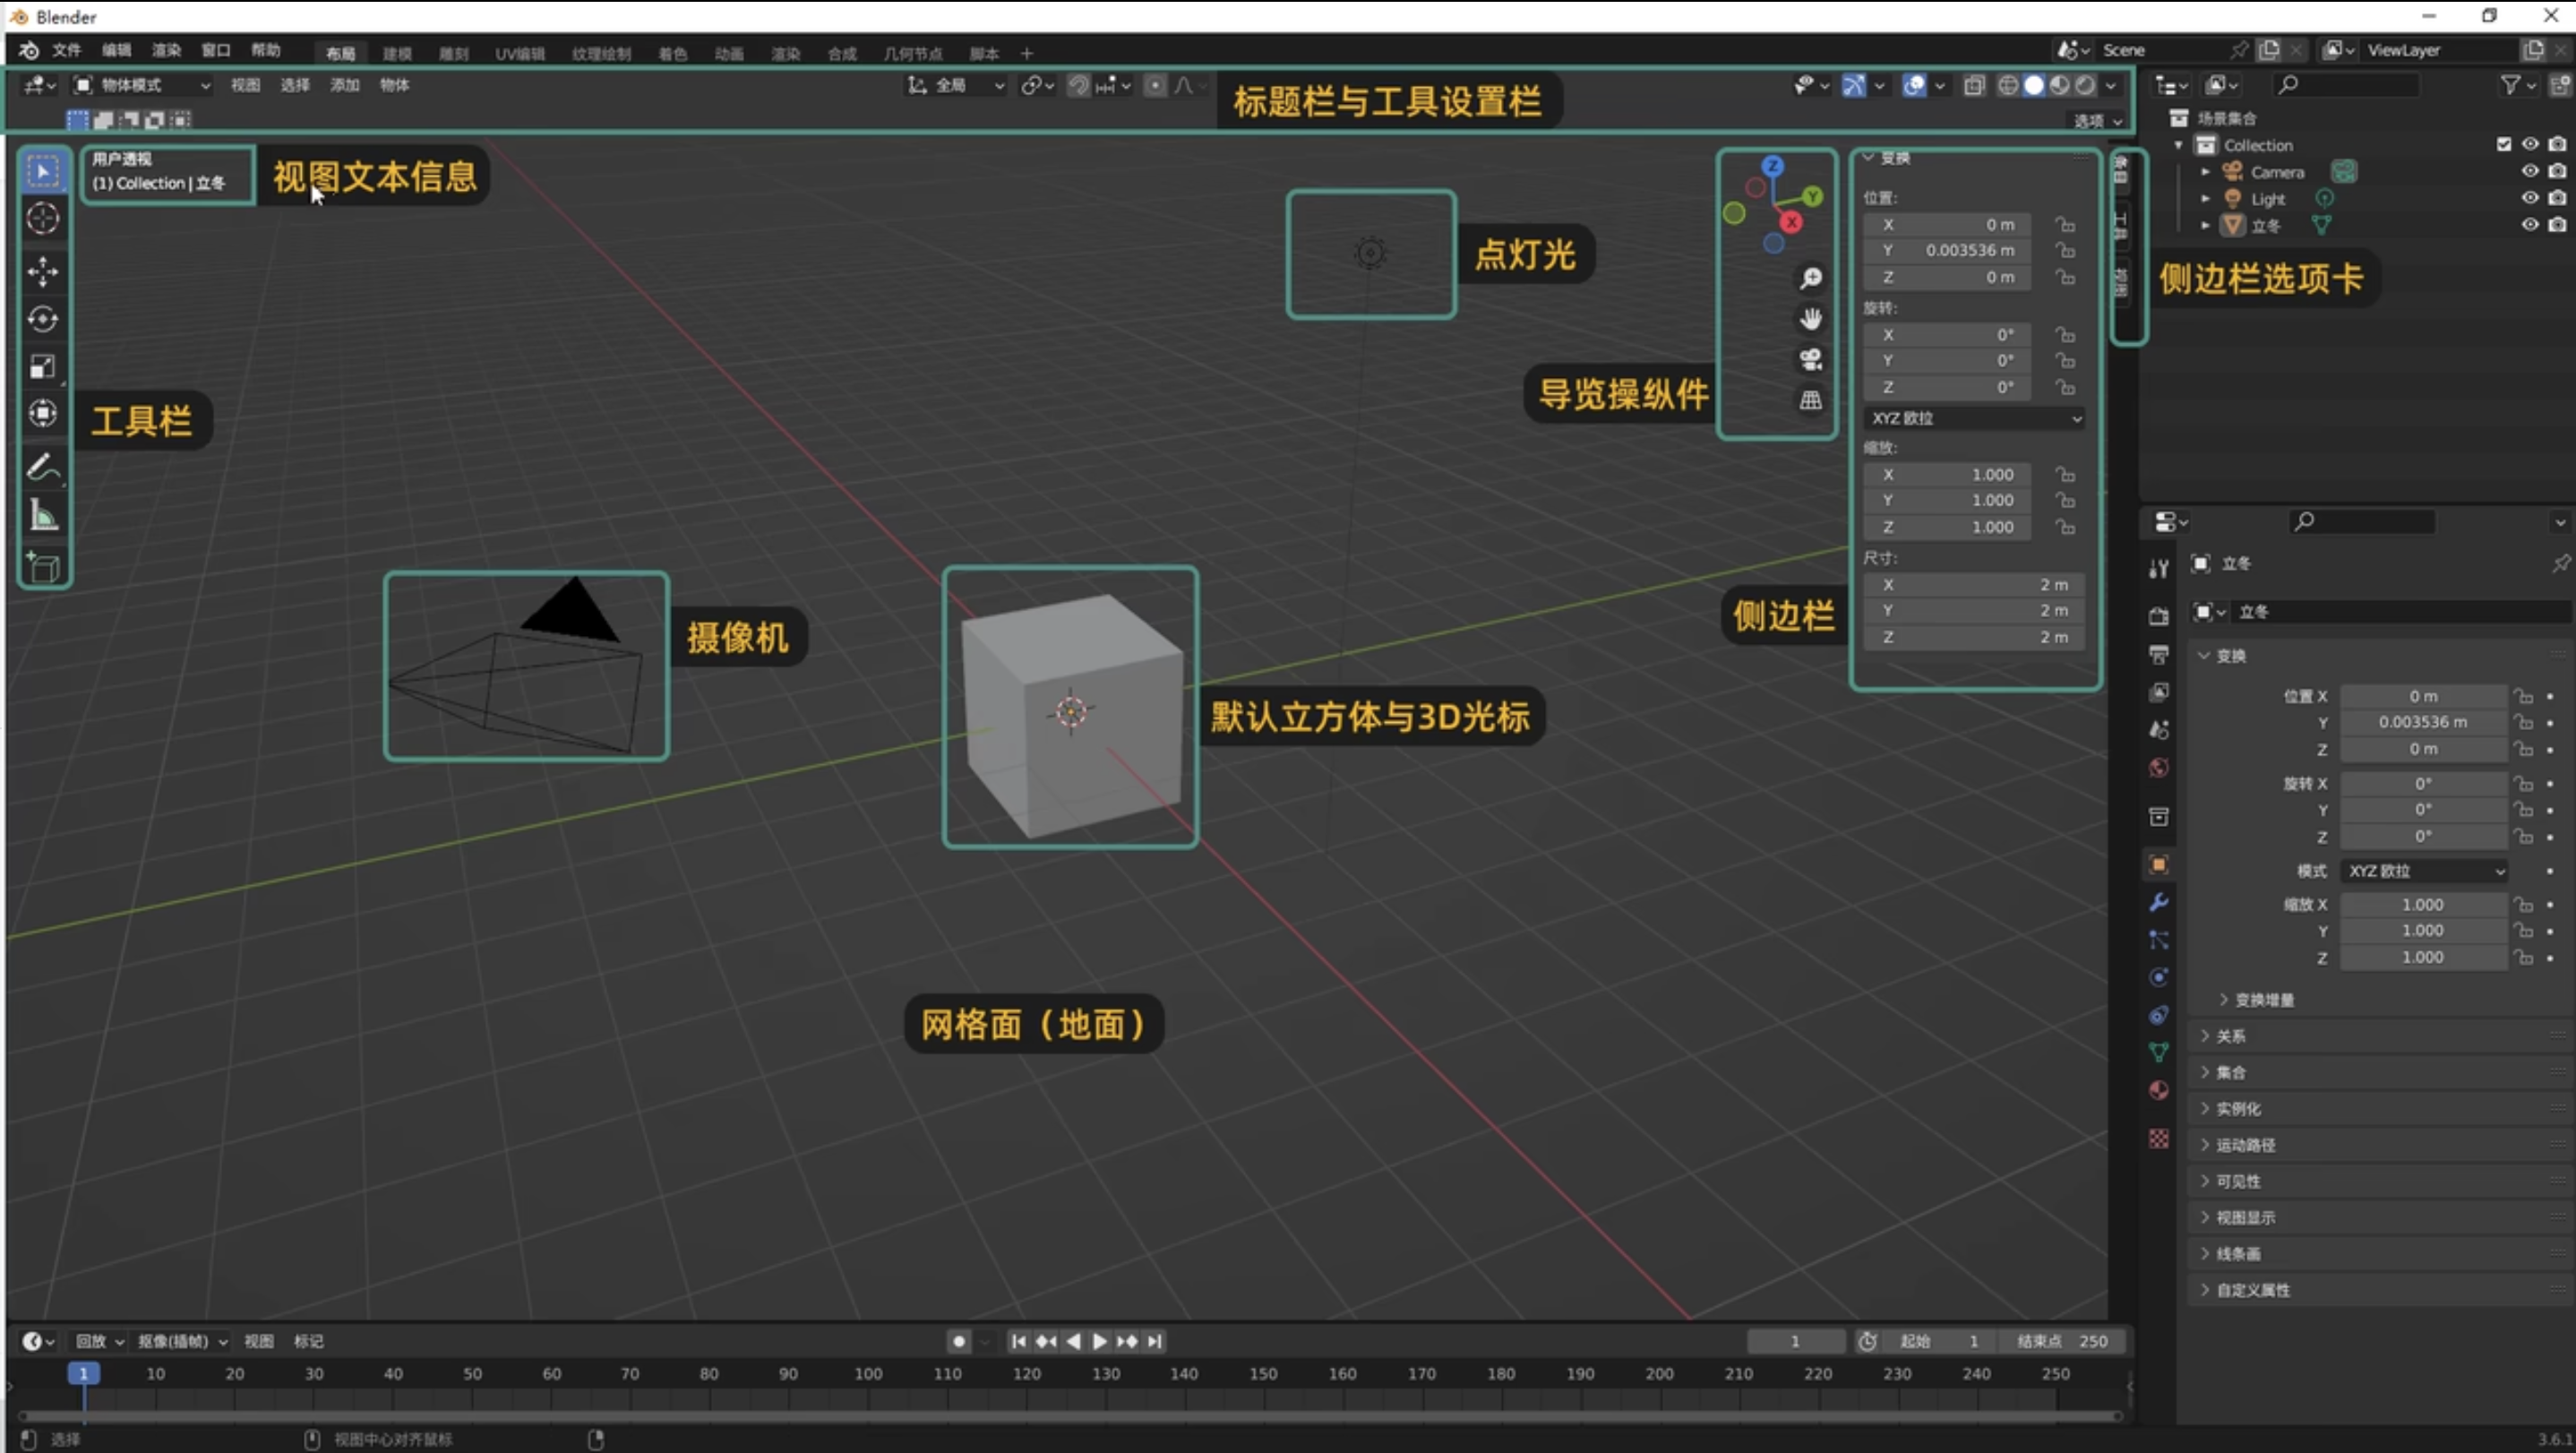 Blender
文件 编辑 渲染 窗口 帮助 布局 建模 雕刻 UV编辑 纹理绘制 着色 动画 渲染 合成 几何节点 脚本 +
Scene
ViewLayer
物体模式 视图 选择 添加 物体
全局
标题栏与工具设置栏
选项
用户透视
(1) Collection | 立冬
视图文本信息
工具栏
点灯光
导览操纵件
Z
Y
X
摄像机
默认立方体与3D光标
网格面（地面）
侧边栏
侧边栏选项卡
变换
位置:
X 0 m
Y 0.003536 m
Z 0 m
旋转:
X 0°
Y 0°
Z 0°
XYZ 欧拉
缩放:
X 1.000
Y 1.000
Z 1.000
尺寸:
X 2 m
Y 2 m
Z 2 m
条目
工具
视图
场景集合
Collection
Camera
Light
立冬
立冬
立冬
变换
位置 X 0 m
Y 0.003536 m
Z 0 m
旋转 X 0°
Y 0°
Z 0°
模式 XYZ 欧拉
缩放 X 1.000
Y 1.000
Z 1.000
变换增量
关系
集合
实例化
运动路径
可见性
视图显示
线条画
自定义属性
回放 抠像(插帧) 视图 标记
1 起始 1 结束点 250
1 10 20 30 40 50 60 70 80 90 100 110 120 130 140 150 160 170 180 190 200 210 220 230 240 250
选择 视图中心对齐鼠标
3.6.1